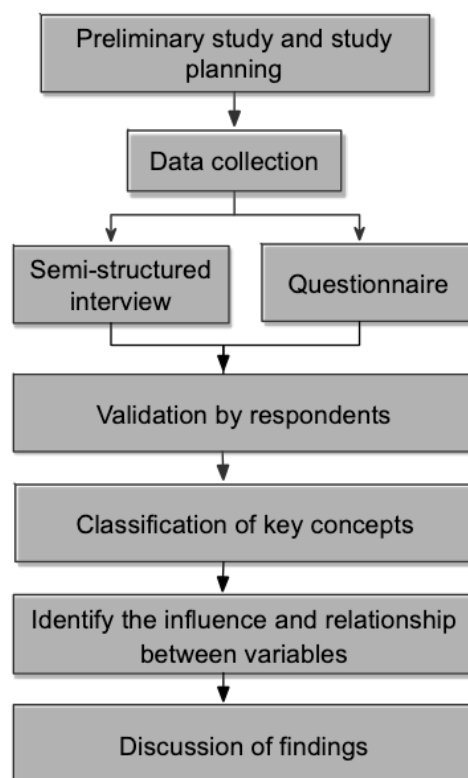 Preliminary study and study
planning
Data collection
Semi-structured
interview
Questionnaire
Validation by respondents
Classification of key concepts
Identify the influence and relationship
between variables
Discussion of findings